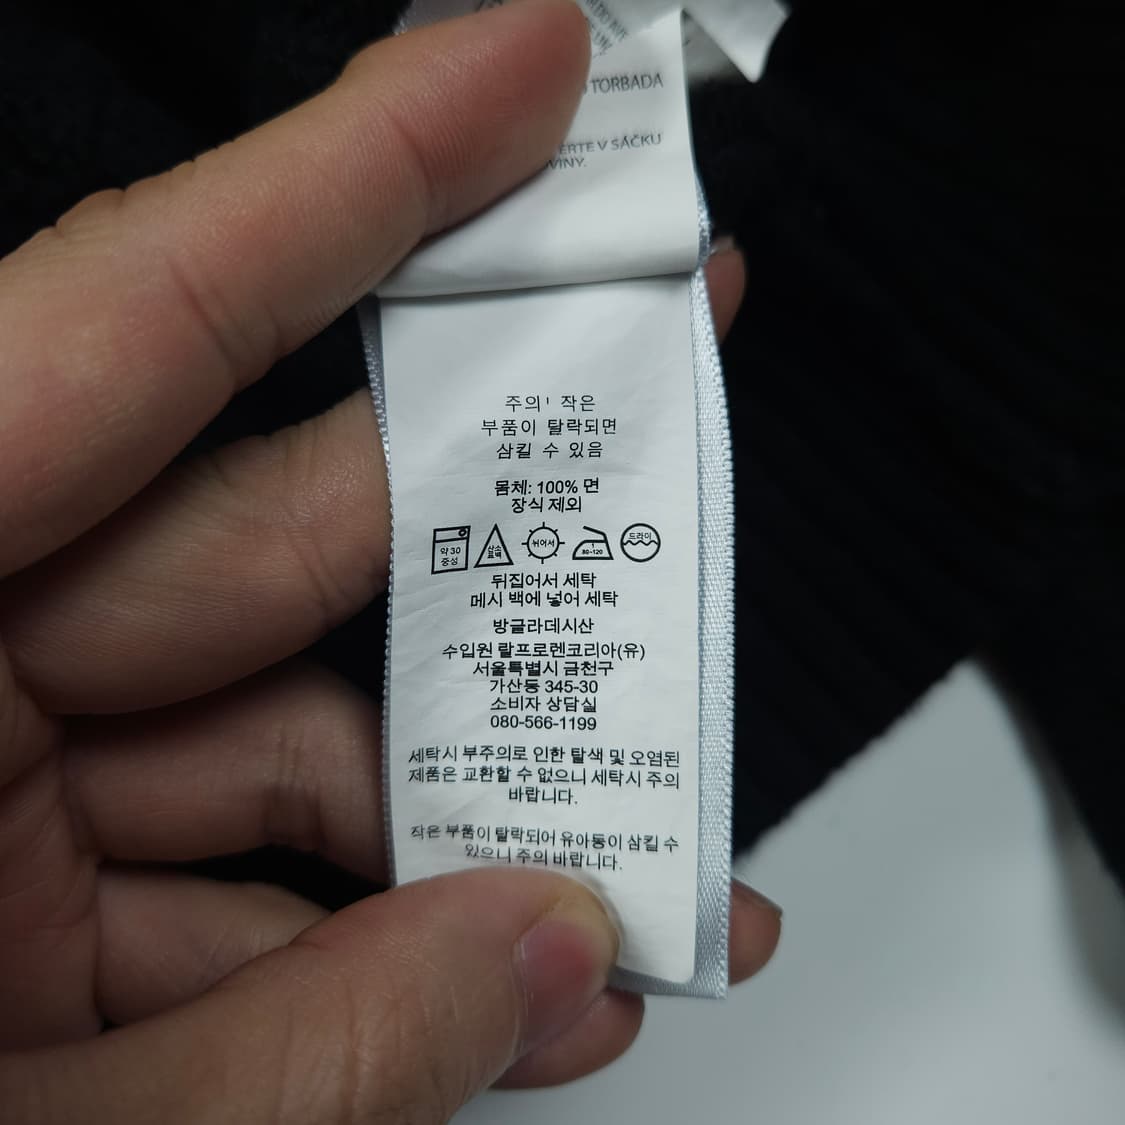 TORBADA
V SÁČKU
주의! 작은
부품이 탈락되면
삼킬 수 있음
몸체: 100% 면
장식 제외
약 30
중성
산소
표백
뉘어서
1
80-120
드라이
뒤집어서 세탁
메시 백에 넣어 세탁
방글라데시산
수입원 랄프로렌코리아(유)
서울특별시 금천구
가산동 345-30
소비자 상담실
080-566-1199
세탁시 부주의로 인한 탈색 및 오염된
제품은 교환할 수 없으니 세탁시 주의
바랍니다.
작은 부품이 탈락되어 유아동이 삼킬 수
있으니 주의 바랍니다.